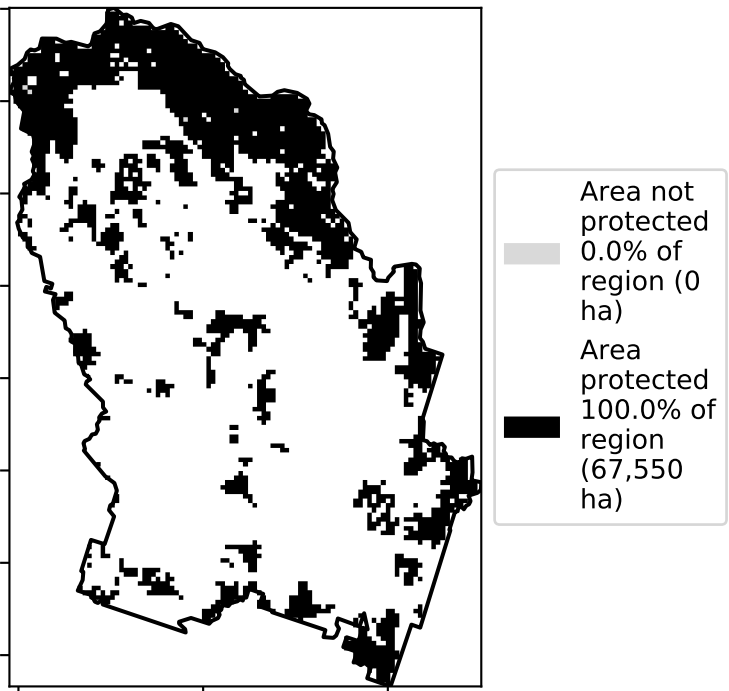 Area not
protected
0.0% of
region (0
ha)
Area
protected
100.0% of
region
(67,550
ha)